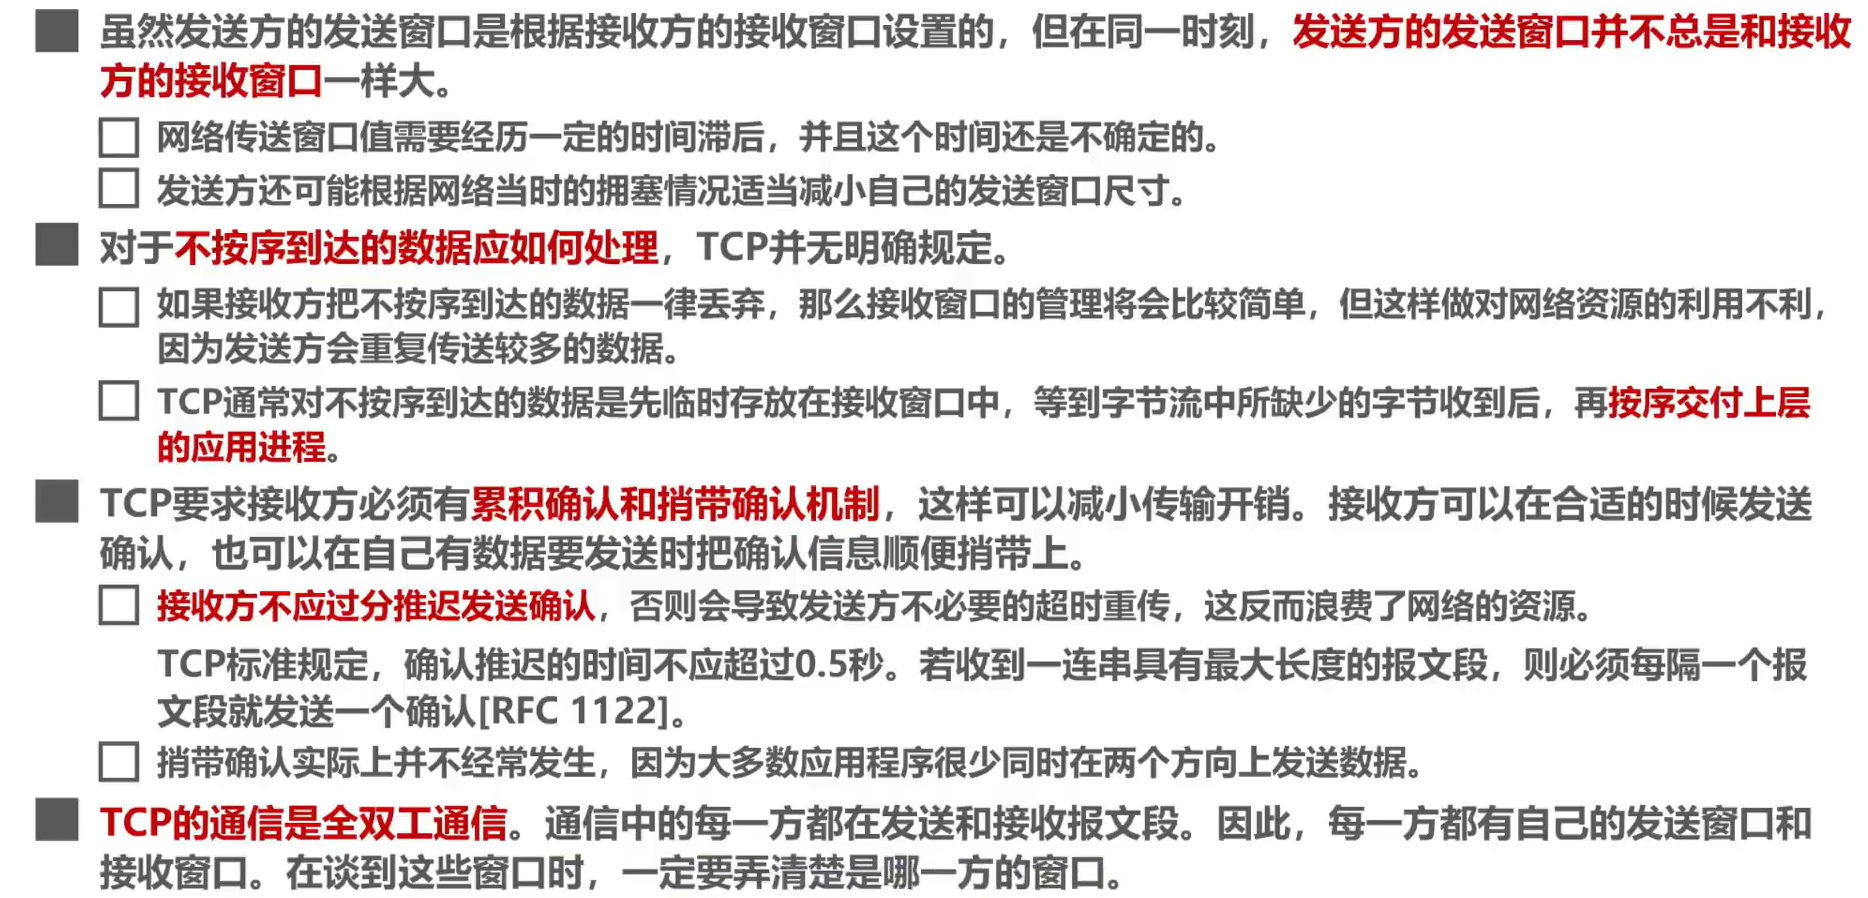 虽然发送方的发送窗口是根据接收方的接收窗口设置的，但在同一时刻，发送方的发送窗口并不总是和接收
方的接收窗口一样大。
网络传送窗口值需要经历一定的时间滞后，并且这个时间还是不确定的。
发送方还可能根据网络当时的拥塞情况适当减小自己的发送窗口尺寸。
对于不按序到达的数据应如何处理，TCP并无明确规定。
如果接收方把不按序到达的数据一律丢弃，那么接收窗口的管理将会比较简单，但这样做对网络资源的利用不利，
因为发送方会重复传送较多的数据。
TCP通常对不按序到达的数据是先临时存放在接收窗口中，等到字节流中所缺少的字节收到后，再按序交付上层
的应用进程。
TCP要求接收方必须有累积确认和捎带确认机制，这样可以减小传输开销。接收方可以在合适的时候发送
确认，也可以在自己有数据要发送时把确认信息顺便捎带上。
接收方不应过分推迟发送确认，否则会导致发送方不必要的超时重传，这反而浪费了网络的资源。
TCP标准规定，确认推迟的时间不应超过0.5秒。若收到一连串具有最大长度的报文段，则必须每隔一个报
文段就发送一个确认[RFC 1122]。
捎带确认实际上并不经常发生，因为大多数应用程序很少同时在两个方向上发送数据。
TCP的通信是全双工通信。通信中的每一方都在发送和接收报文段。因此，每一方都有自己的发送窗口和
接收窗口。在谈到这些窗口时，一定要弄清楚是哪一方的窗口。